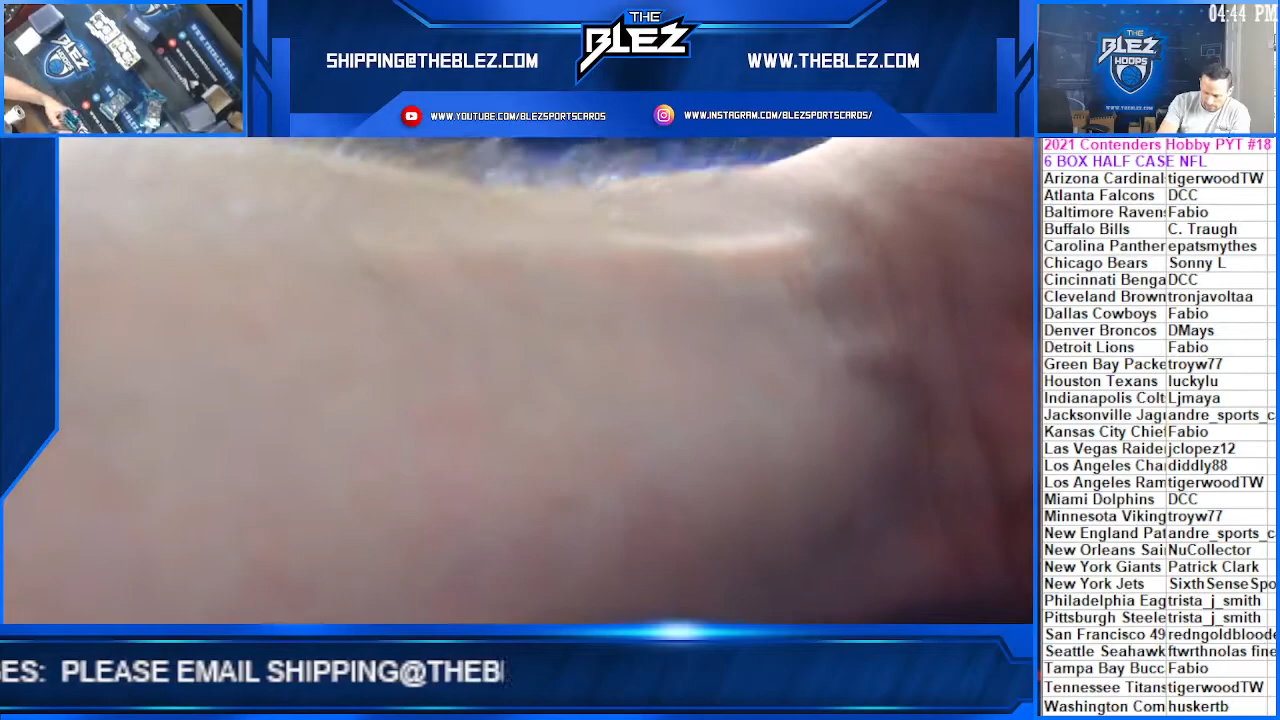 THE
BLEZ
SHIPPING@THEBLEZ.COM
WWW.THEBLEZ.COM
WWW.YOUTUBE.COM/BLEZSPORTSCARDS
WWW.INSTAGRAM.COM/BLEZSPORTSCARDS/
04:44 PM
THE
BLEZ
HOOPS
2021 Contenders Hobby PYT #18
6 BOX HALF CASE NFL
Arizona Cardinal tigerwoodTW
Atlanta Falcons DCC
Baltimore Ravens Fabio
Buffalo Bills C. Traugh
Carolina Panther epatsmythes
Chicago Bears Sonny L
Cincinnati Benga DCC
Cleveland Brown tronjavoltaa
Dallas Cowboys Fabio
Denver Broncos DMays
Detroit Lions Fabio
Green Bay Packe troyw77
Houston Texans luckylu
Indianapolis Colt Ljmaya
Jacksonville Jagu andre_sports_c
Kansas City Chief Fabio
Las Vegas Raide jclopez12
Los Angeles Cha diddly88
Los Angeles Ram tigerwoodTW
Miami Dolphins DCC
Minnesota Viking troyw77
New England Pat andre_sports_c
New Orleans Sai NuCollector
New York Giants Patrick Clark
New York Jets SixthSenseSpo
Philadelphia Eag trista_j_smith
Pittsburgh Steele trista_j_smith
San Francisco 49 redngoldbloode
Seattle Seahawk ftwrthnolas fine
Tampa Bay Bucc Fabio
Tennessee Titans tigerwoodTW
Washington Com huskertb
ES: PLEASE EMAIL SHIPPING@THEB